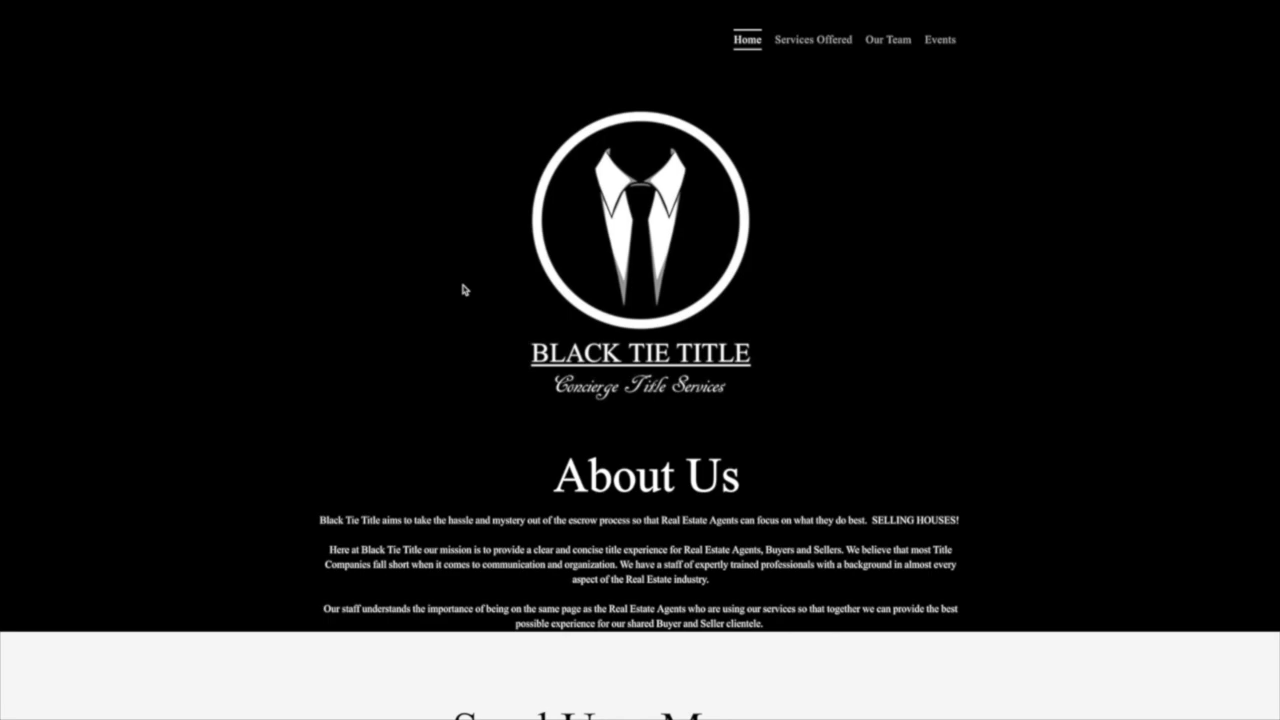 Home Services Offered Our Team Events
BLACK TIE TITLE
Concierge Title Services
About Us
Black Tie Title aims to take the hassle and mystery out of the escrow process so that Real Estate Agents can focus on what they do best. SELLING HOUSES!
Here at Black Tie Title our mission is to provide a clear and concise title experience for Real Estate Agents, Buyers and Sellers. We believe that most Title
Companies fall short when it comes to communication and organization. We have a staff of expertly trained professionals with a background in almost every
aspect of the Real Estate industry.
Our staff understands the importance of being on the same page as the Real Estate Agents who are using our services so that together we can provide the best
possible experience for our shared Buyer and Seller clientele.